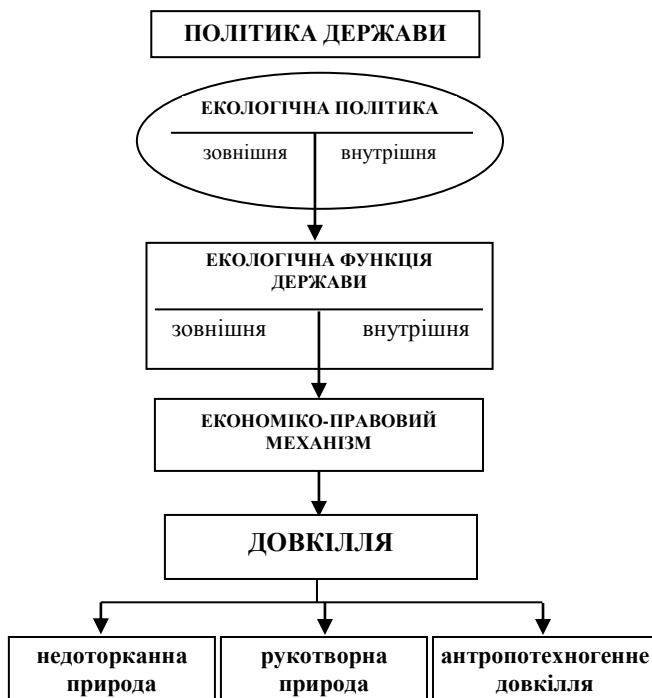 ПОЛІТИКА ДЕРЖАВИ
ЕКОЛОГІЧНА ПОЛІТИКА
зовнішня внутрішня
ЕКОЛОГІЧНА ФУНКЦІЯ
ДЕРЖАВИ
зовнішня внутрішня
ЕКОНОМІКО-ПРАВОВИЙ
МЕХАНІЗМ
ДОВКІЛЛЯ
недоторканна
природа
рукотворна
природа
антропотехногенне
довкілля